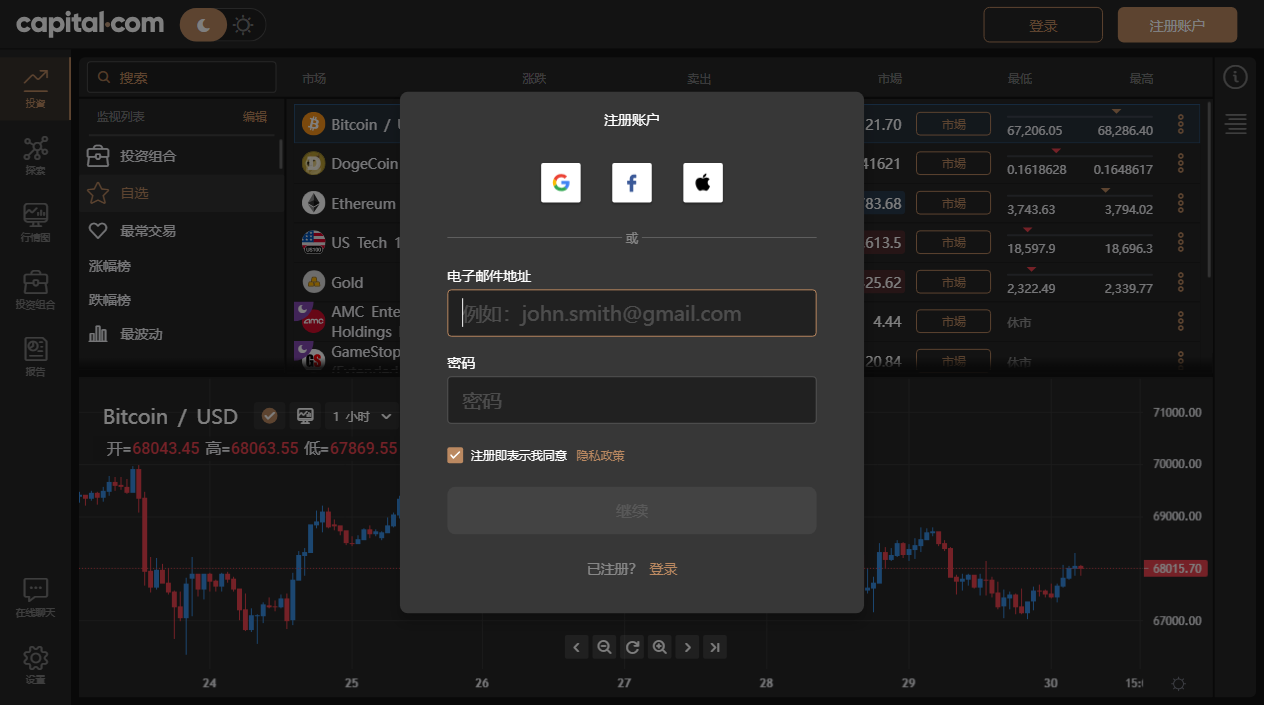 capital.com
登录
注册账户
投資
探索
行情图
投资组合
报告
在线聊天
设置
搜索
监视列表
编辑
投资组合
自选
最常交易
涨幅榜
跌幅榜
最波动
市场 涨跌 卖出 市場 最低 最高
Bitcoin /
21.70 市場 67,206.05 68,286.40
DogeCoin
41621 市場 0.1618628 0.1648617
Ethereum
783.68 市場 3,743.63 3,794.02
US Tech 1
613.5 市場 18,597.9 18,696.3
Gold
25.62 市場 2,322.49 2,339.77
AMC Ente
Holdings
4.44 市場 休市
GameStop
20.84 市場 休市
注册账户
或
电子邮件地址
例如：john.smith@gmail.com
密码
密码
注册即表示我同意 隐私政策
继续
已注册？ 登录
Bitcoin / USD
1 小时
开=68043.45 高=68063.55 低=67869.55
71000.00
70000.00
69000.00
68015.70
67000.00
24 25 26 27 28 29 30